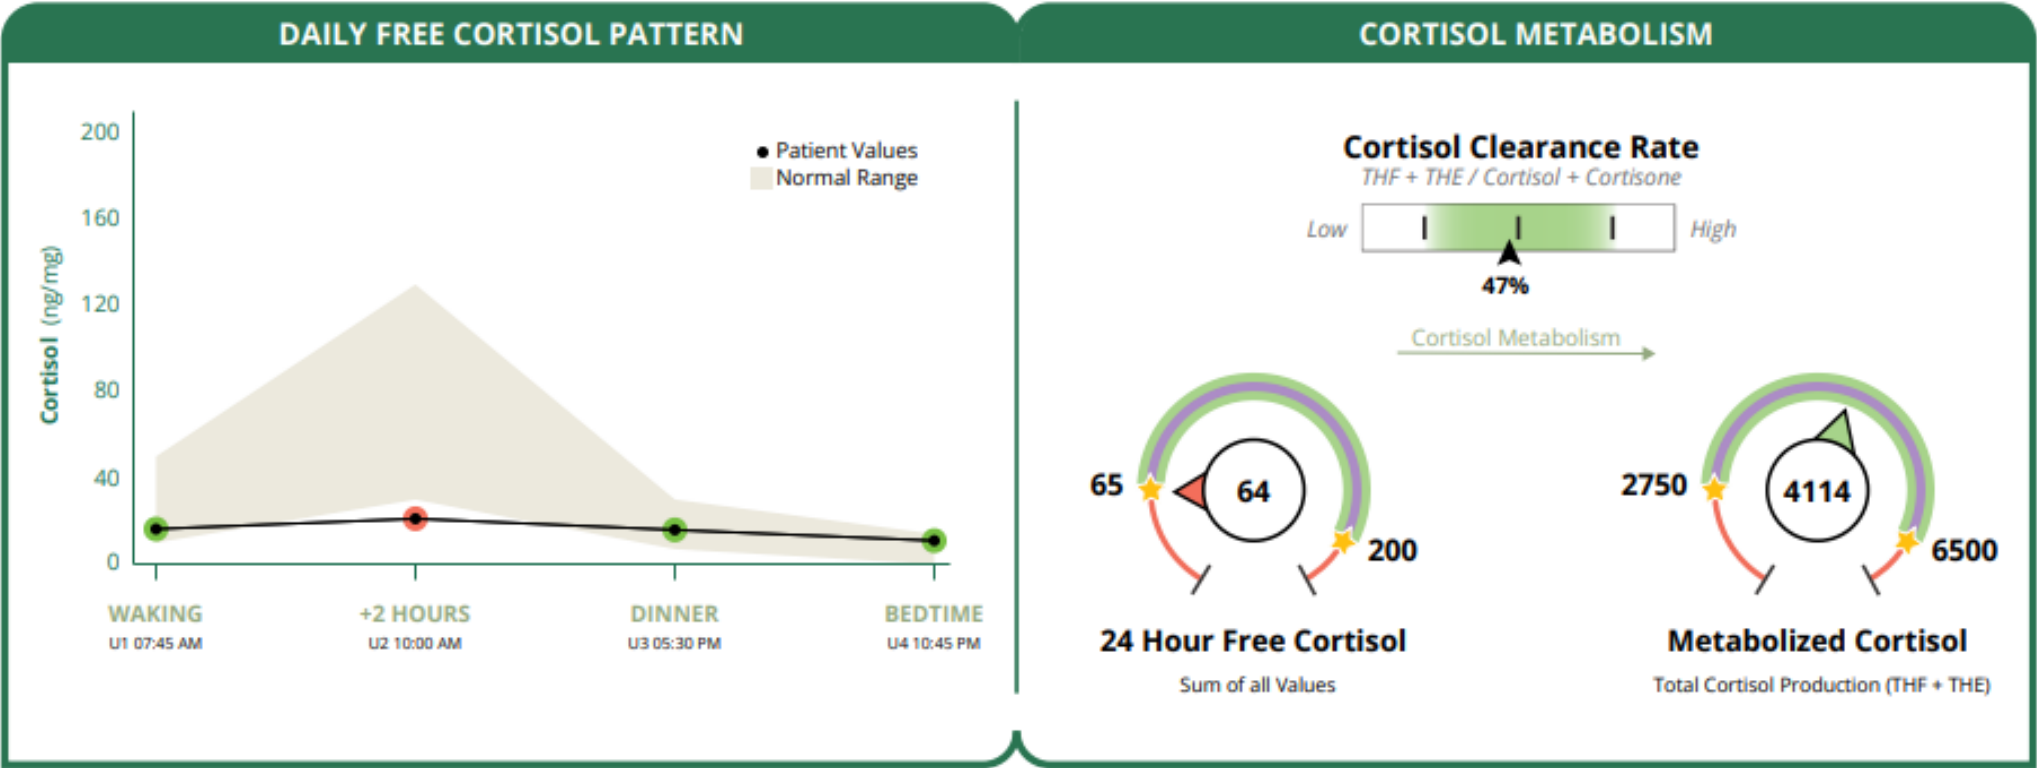 DAILY FREE CORTISOL PATTERN
CORTISOL METABOLISM
200
160
120
80
40
0
Cortisol (ng/mg)
Patient Values
Normal Range
WAKING
U1 07:45 AM
+2 HOURS
U2 10:00 AM
DINNER
U3 05:30 PM
BEDTIME
U4 10:45 PM
Cortisol Clearance Rate
THF + THE / Cortisol + Cortisone
Low
High
47%
Cortisol Metabolism
65
64
200
24 Hour Free Cortisol
Sum of all Values
2750
4114
6500
Metabolized Cortisol
Total Cortisol Production (THF + THE)